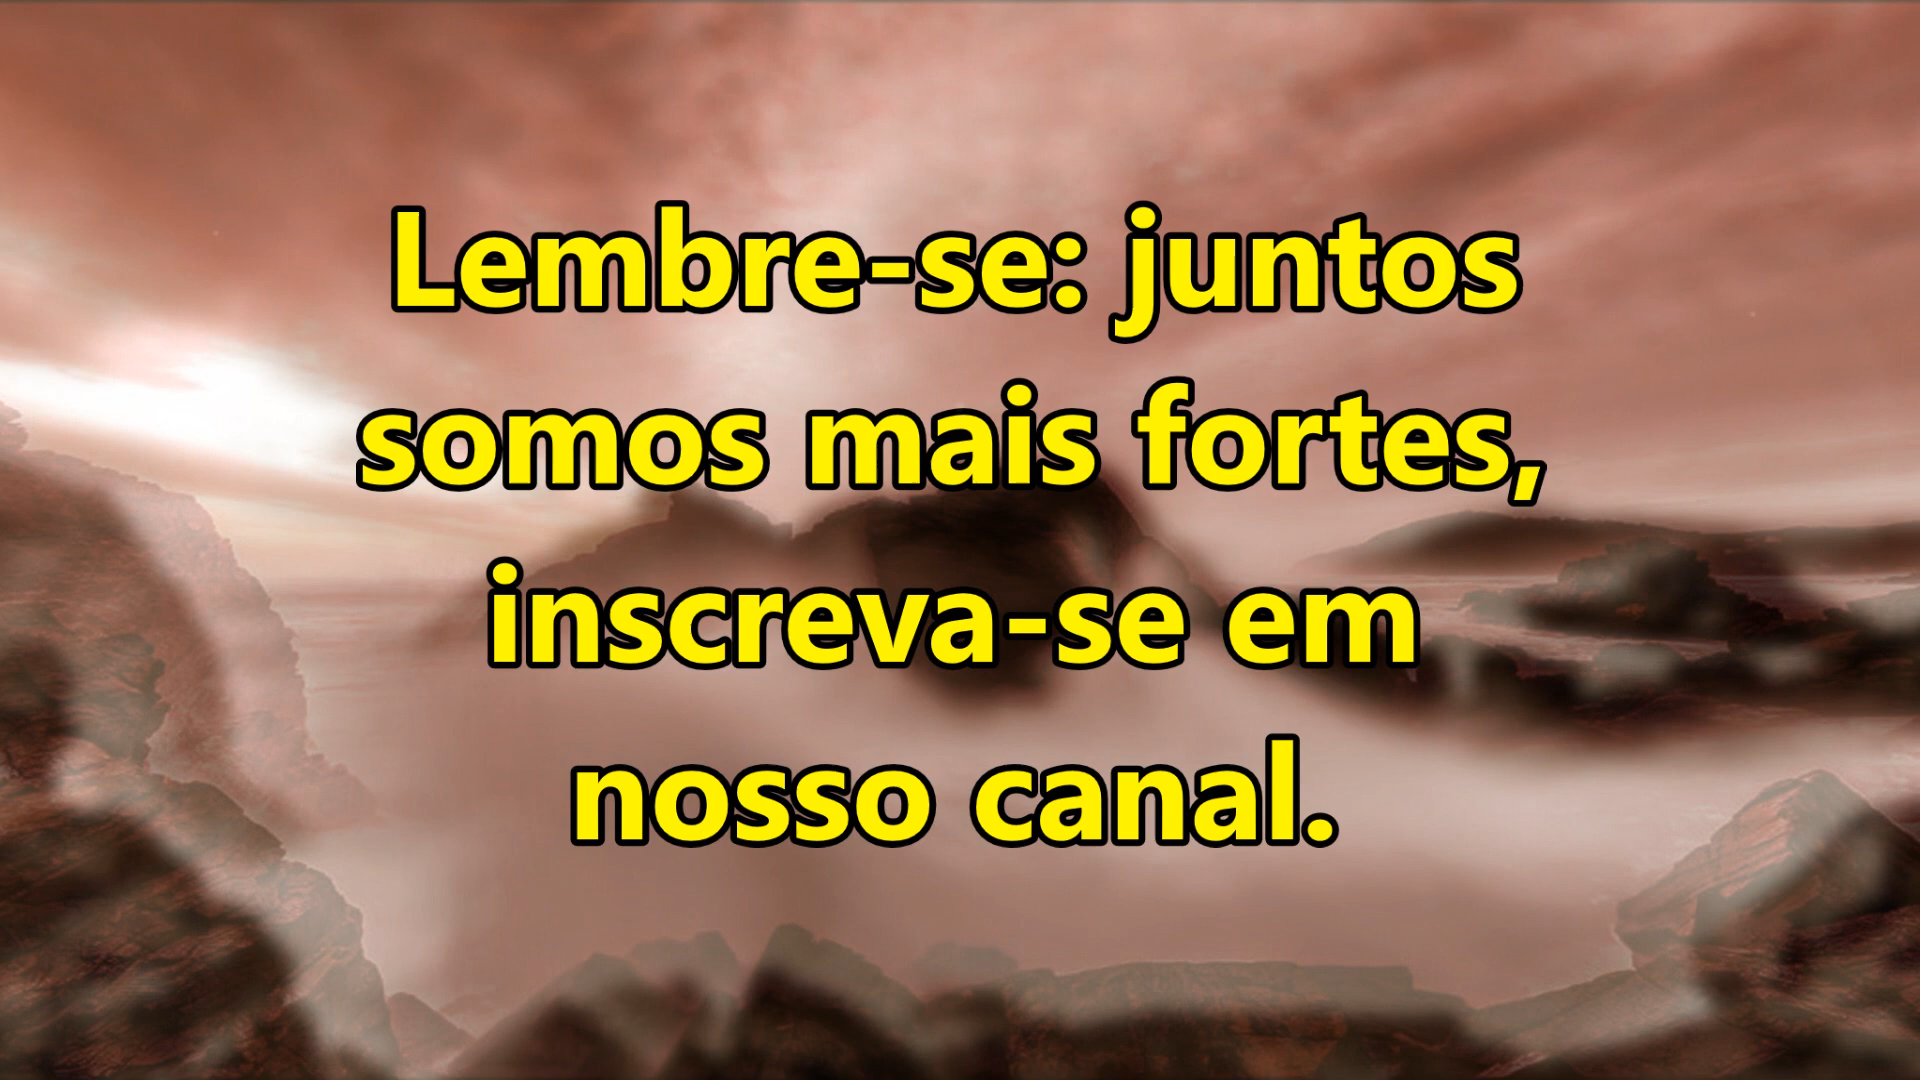 Lembre-se: juntos
somos mais fortes,
inscreva-se em
nosso canal.